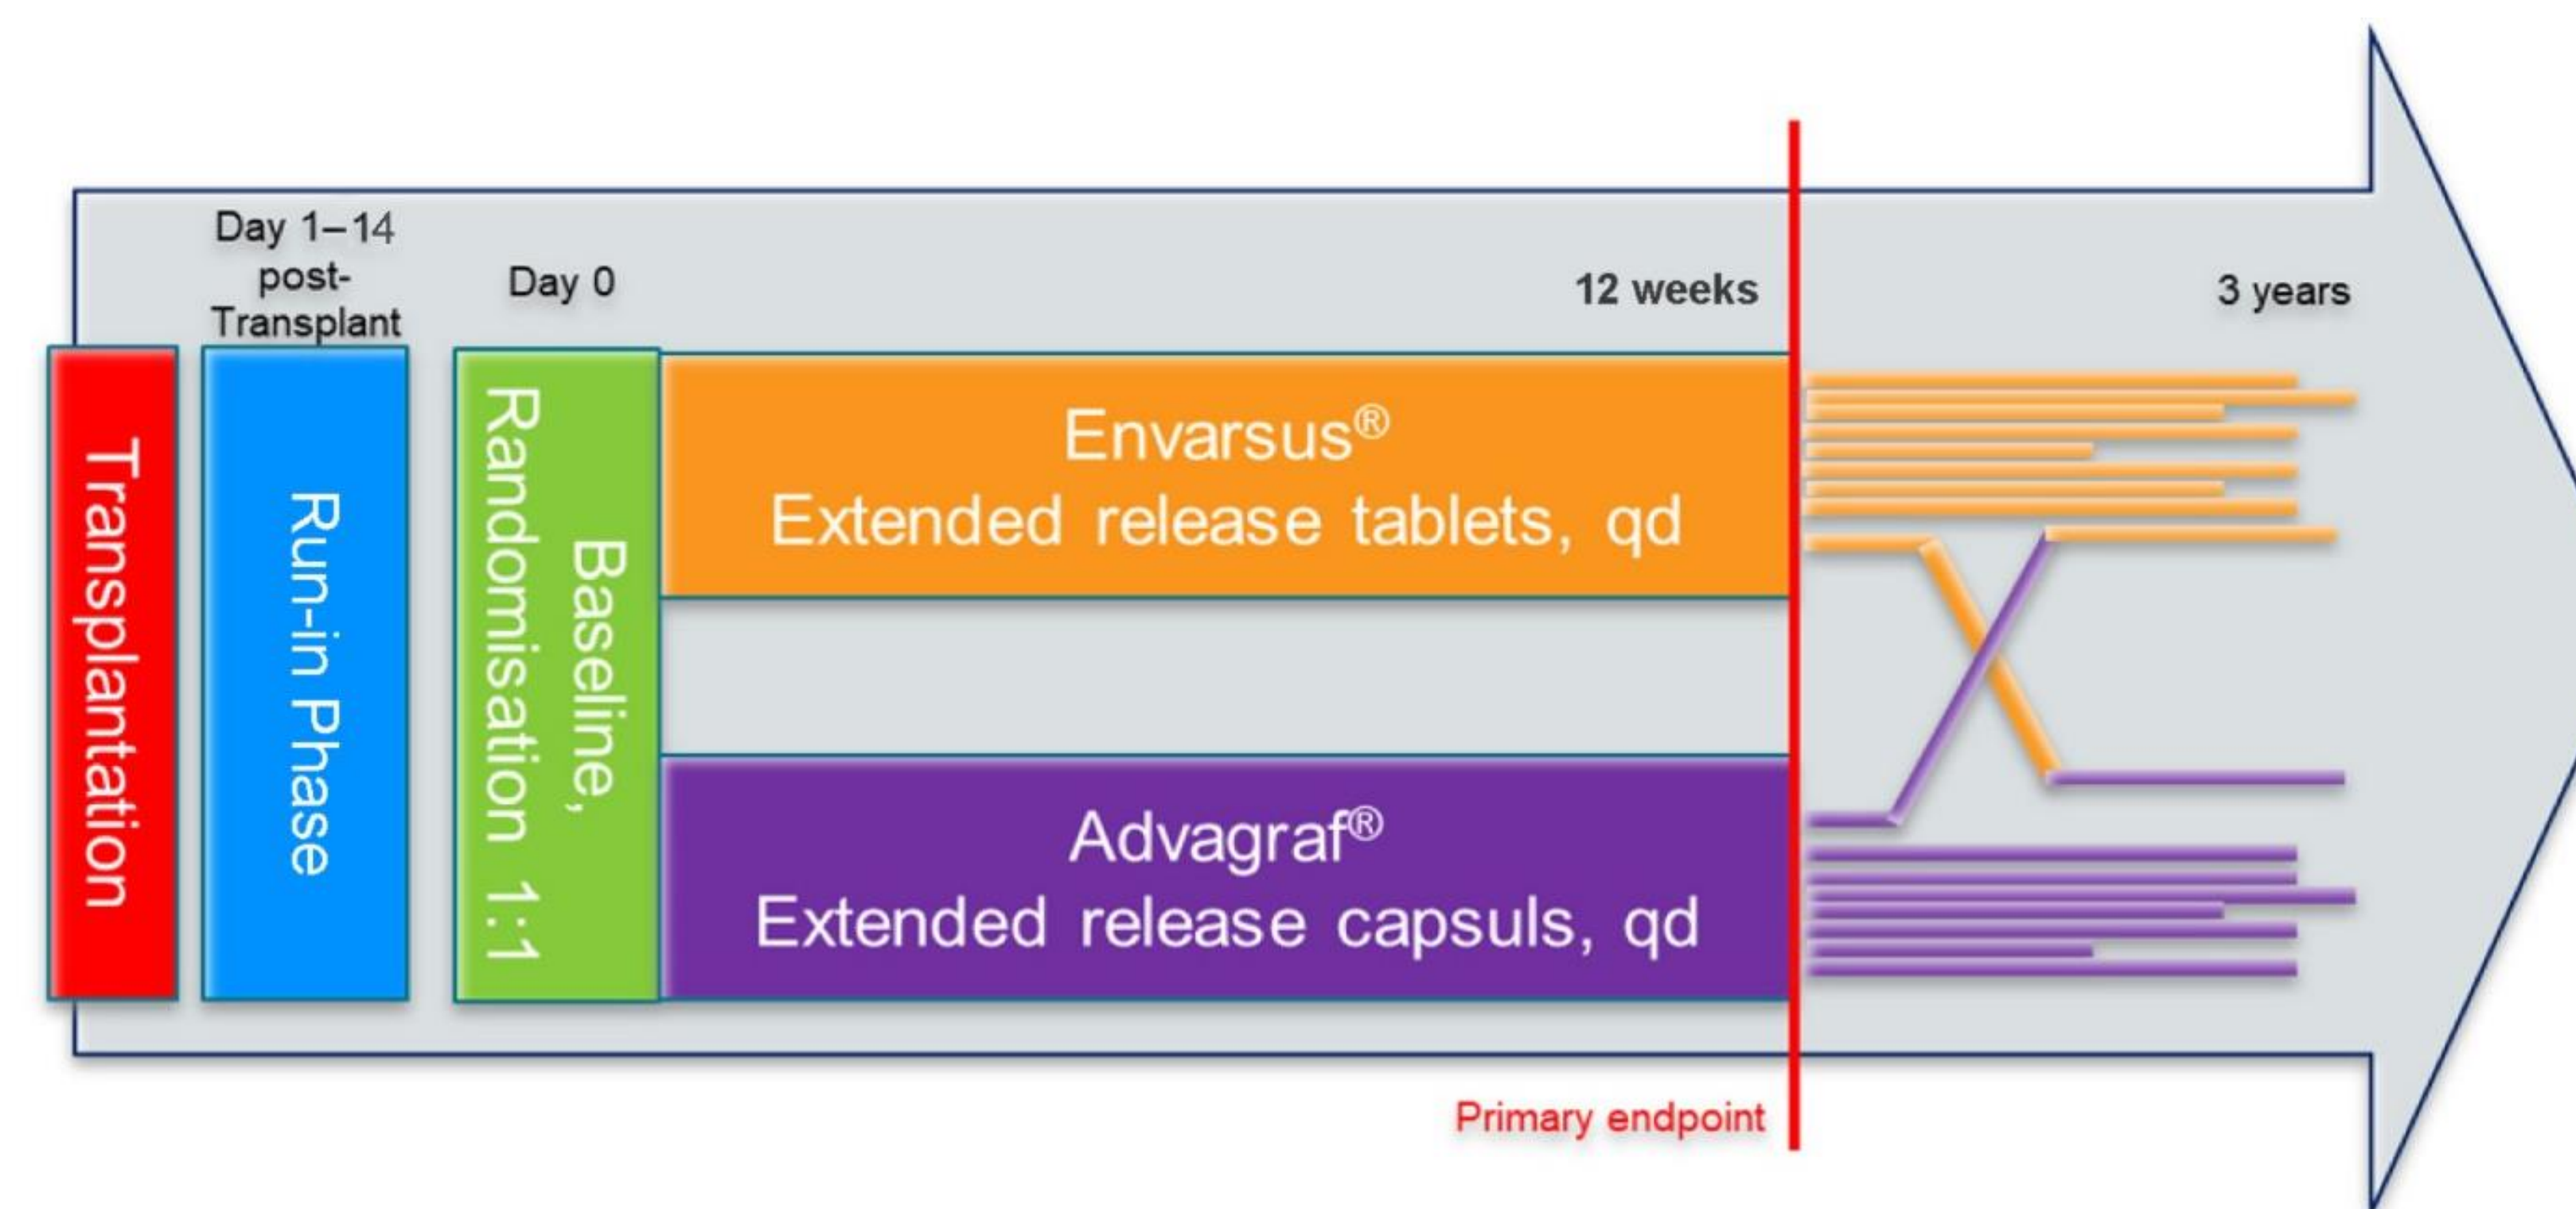 Day 1–14
post-
Transplant
Day 0
12 weeks
3 years
Transplantation
Run-in Phase
Baseline,
Randomisation 1:1
Envarsus®
Extended release tablets, qd
Advagraf®
Extended release capsuls, qd
Primary endpoint